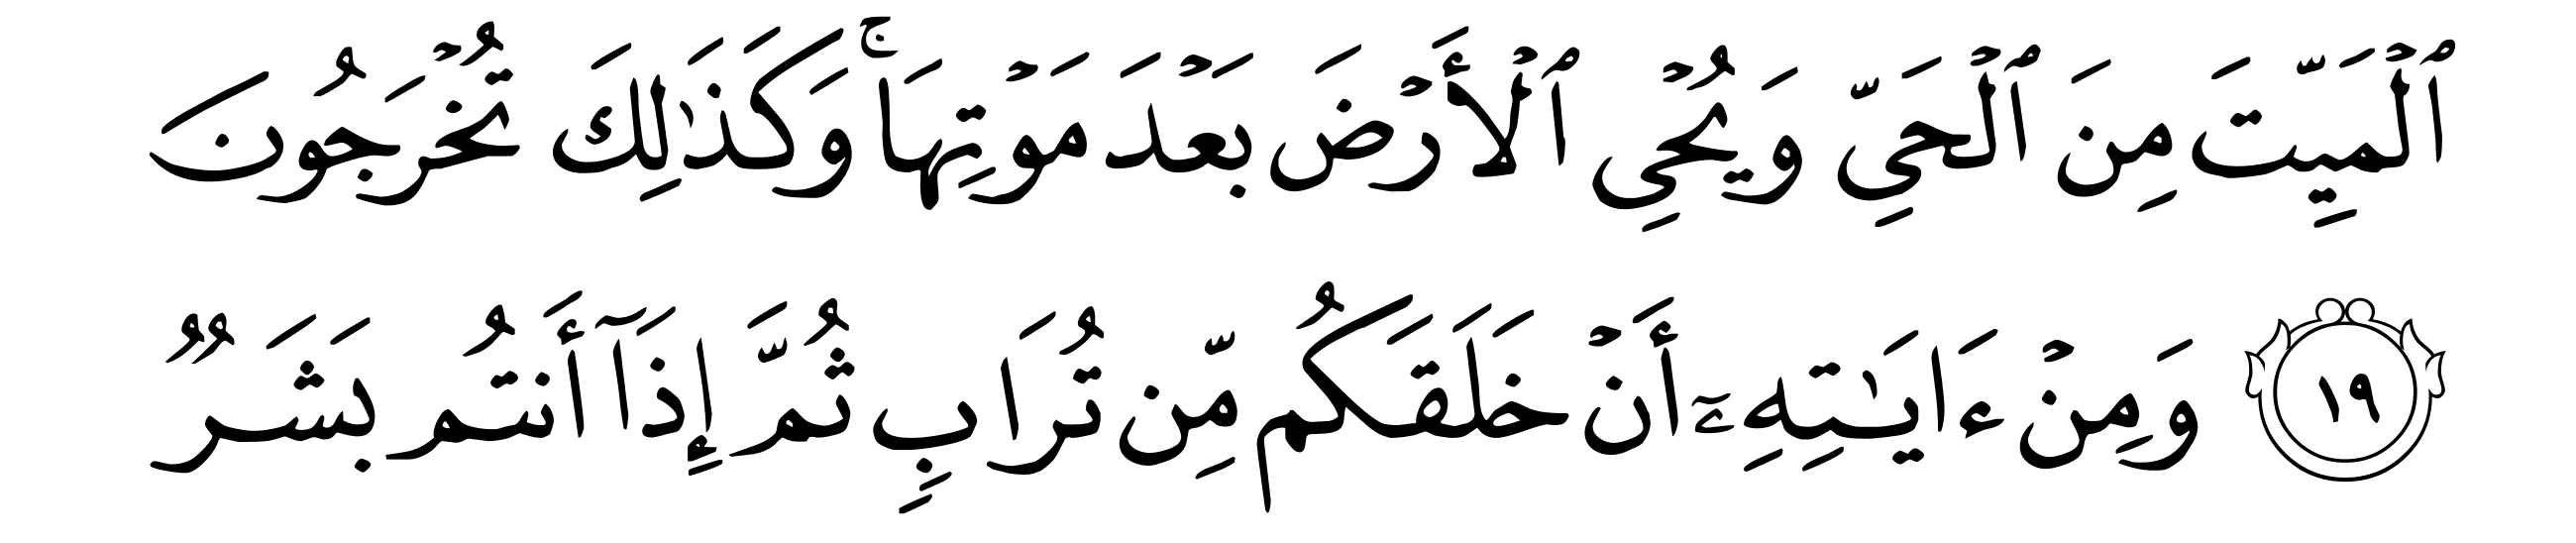 ٱلۡمَيِّتَ مِنَ ٱلۡحَيِّ وَيُحۡيِ ٱلۡأَرۡضَ بَعۡدَ مَوۡتِهَاۚ وَكَذَٰلِكَ تُخۡرَجُونَ
١٩ وَمِنۡ ءَايَٰتِهِۦٓ أَنۡ خَلَقَكُم مِّن تُرَابٖ ثُمَّ إِذَآ أَنتُم بَشَرٞ